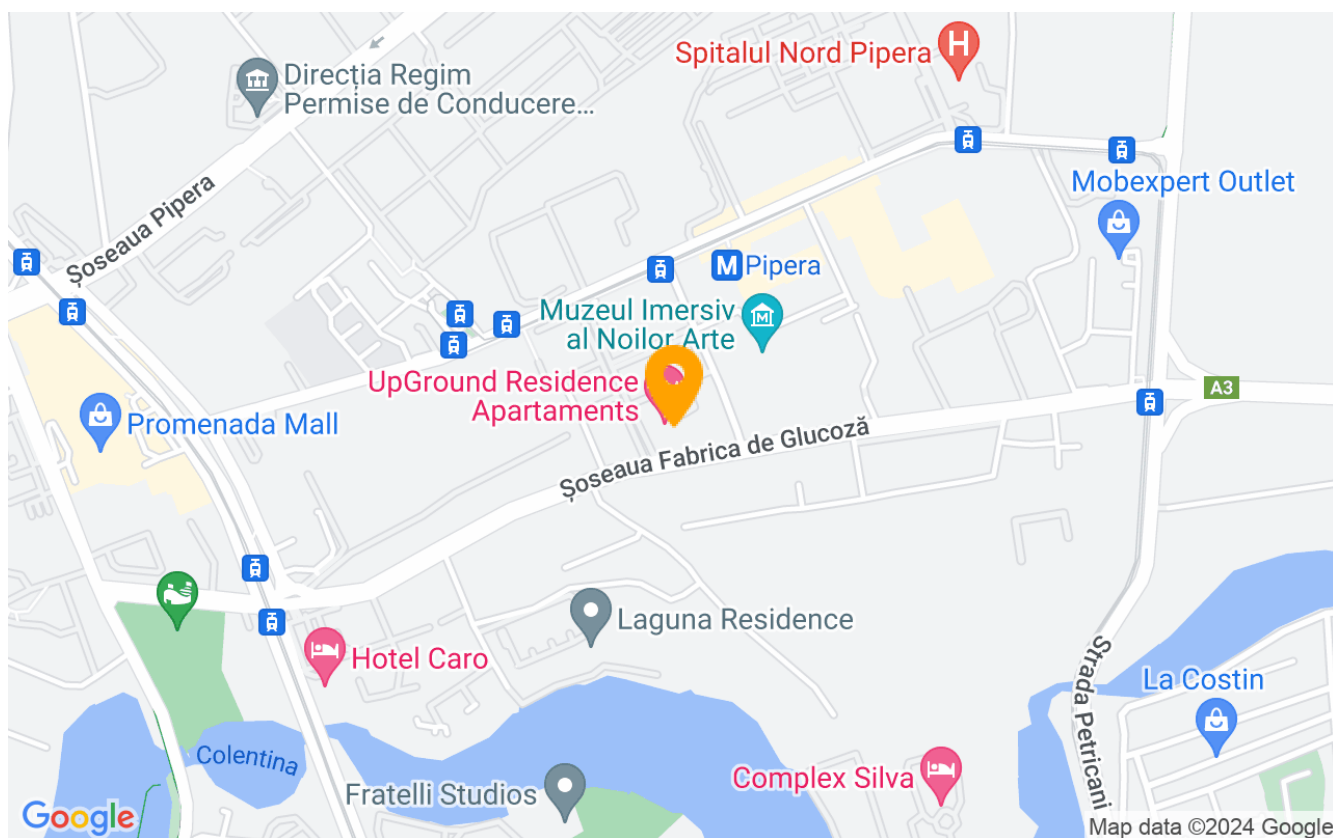 Spitalul Nord Pipera
H
Direcția Regim
Permise de Conducere...
Șoseaua Pipera
Mobexpert Outlet
M Pipera
Muzeul Imersiv
al Noilor Arte
UpGround Residence
Apartaments
A3
Promenada Mall
Șoseaua Fabrica de Glucoză
Laguna Residence
Hotel Caro
Strada Petricani
La Costin
Colentina
Complex Silva
Fratelli Studios
Google
Map data ©2024 Google